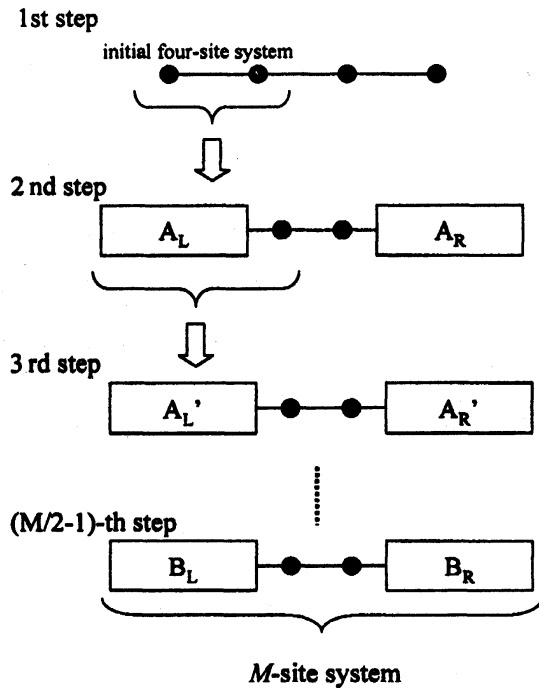 1st step
initial four-site system
2 nd step
A_L A_R
3 rd step
A_L' A_R'
(M/2-1)-th step
B_L B_R
M-site system